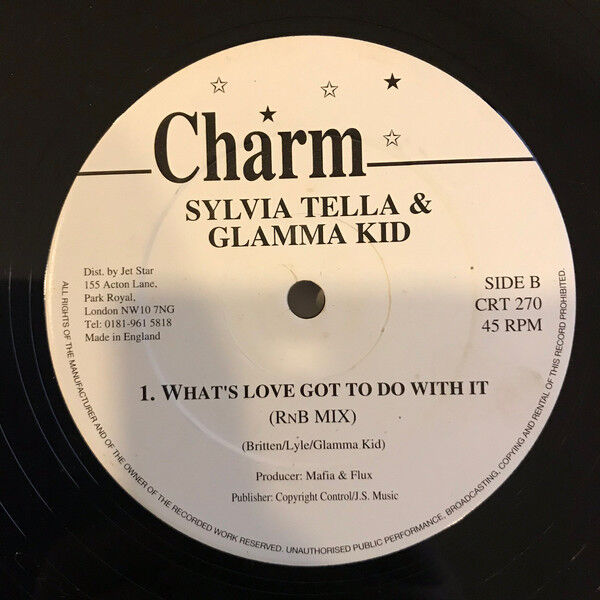 Charm
SYLVIA TELLA &
GLAMMA KID
Dist. by Jet Star
155 Acton Lane,
Park Royal,
London NW10 7NG
Tel: 0181-961 5818
Made in England
SIDE B
CRT 270
45 RPM
1. WHAT'S LOVE GOT TO DO WITH IT
(RNB MIX)
(Britten/Lyle/Glamma Kid)
Producer: Mafia & Flux
Publisher: Copyright Control/J.S. Music
ALL RIGHTS OF THE MANUFACTURER AND OF THE OWNER OF THE RECORDED WORK RESERVED. UNAUTHORISED PUBLIC PERFORMANCE, BROADCASTING, COPYING AND RENTAL OF THIS RECORD PROHIBITED.